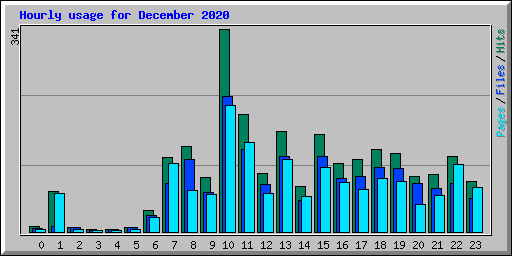 Hourly usage for December 2020
341
Pages/Files/Hits
0 1 2 3 4 5 6 7 8 9 10 11 12 13 14 15 16 17 18 19 20 21 22 23